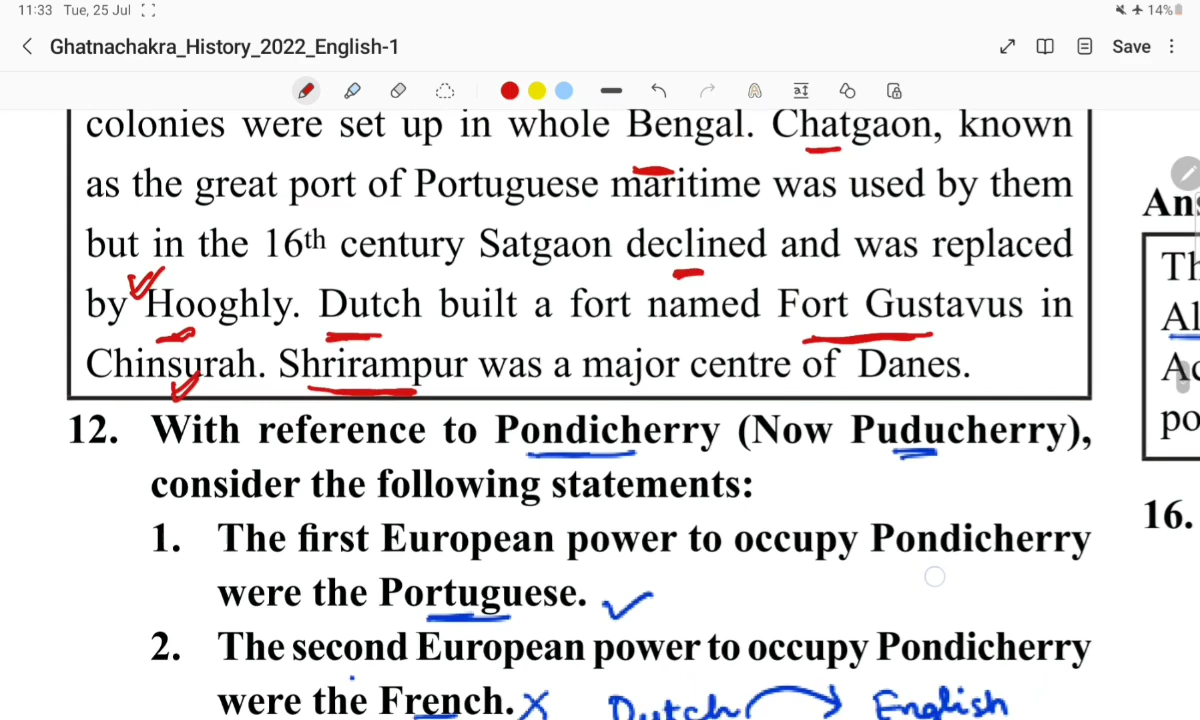 11:33 Tue, 25 Jul
14%
Ghatnachakra_History_2022_English-1
Save
colonies were set up in whole Bengal. Chatgaon, known
as the great port of Portuguese maritime was used by them
but in the 16th century Satgaon declined and was replaced
by Hooghly. Dutch built a fort named Fort Gustavus in
Chinsurah. Shrirampur was a major centre of Danes.
12. With reference to Pondicherry (Now Puducherry),
consider the following statements:
1. The first European power to occupy Pondicherry
were the Portuguese.
2. The second European power to occupy Pondicherry
were the French. Dutch English
Th
Al
po
16.